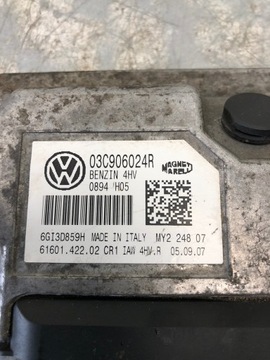 03C906024R
BENZIN 4HV
0894 H05
MAGNETI MARELLI
6GI3D859H MADE IN ITALY MY2 248 07
61601.422.02 CR1 IAW 4HV.R 05.09.07